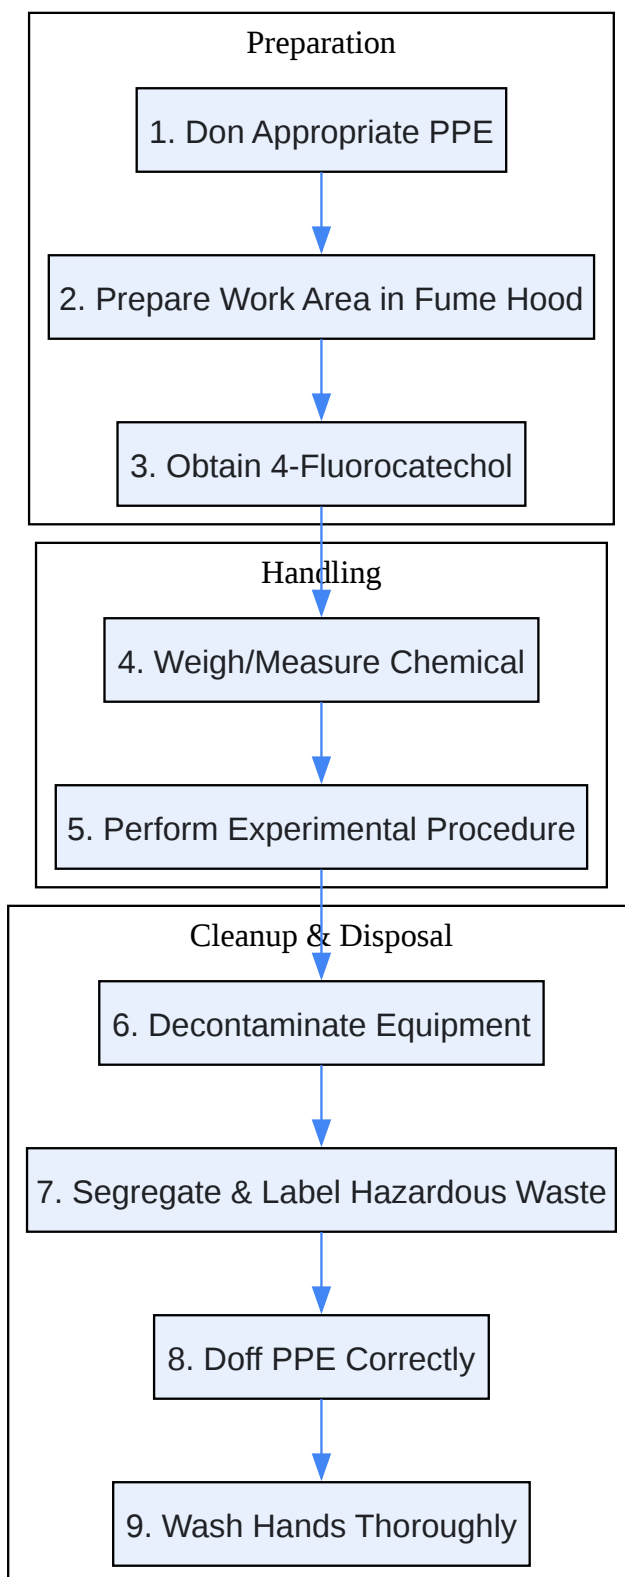 Preparation
1. Don Appropriate PPE
2. Prepare Work Area in Fume Hood
3. Obtain 4-Fluorocatechol
Handling
4. Weigh/Measure Chemical
5. Perform Experimental Procedure
Cleanup & Disposal
6. Decontaminate Equipment
7. Segregate & Label Hazardous Waste
8. Doff PPE Correctly
9. Wash Hands Thoroughly